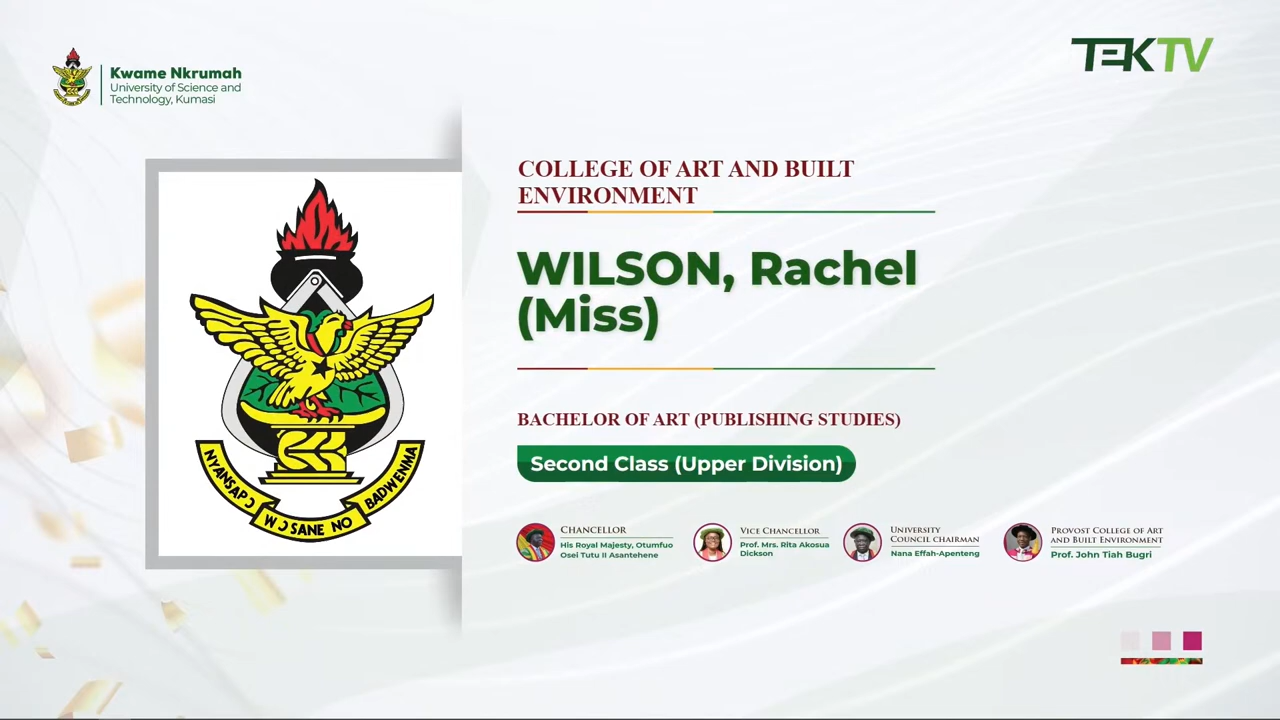 Kwame Nkrumah
University of Science and
Technology, Kumasi
TEKTV
COLLEGE OF ART AND BUILT
ENVIRONMENT
WILSON, Rachel
(Miss)
BACHELOR OF ART (PUBLISHING STUDIES)
Second Class (Upper Division)
NYANSAPƆ WƆSANE NO BADWENMA
CHANCELLOR
His Royal Majesty, Otumfuo
Osei Tutu II Asantehene
VICE CHANCELLOR
Prof. Mrs. Rita Akosua
Dickson
UNIVERSITY
COUNCIL CHAIRMAN
Nana Effah-Apenteng
PROVOST COLLEGE OF ART
AND BUILT ENVIRONMENT
Prof. John Tiah Bugri